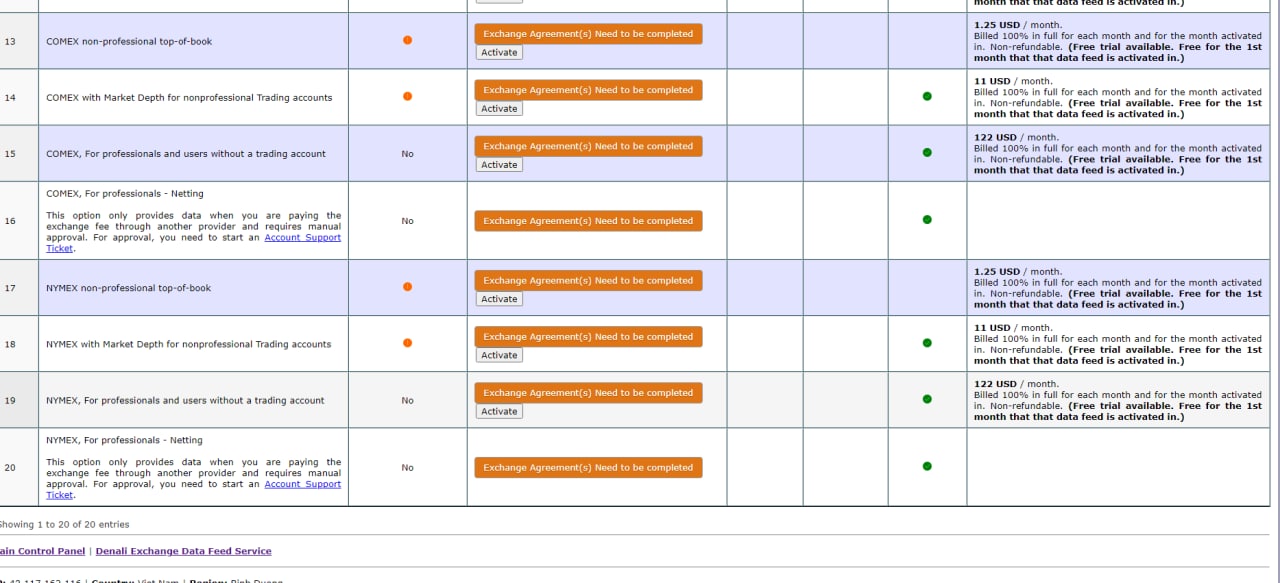 month that that data feed is activated in.)
13
COMEX non-professional top-of-book
Exchange Agreement(s) Need to be completed
Activate
1.25 USD / month.
Billed 100% in full for each month and for the month activated
in. Non-refundable. (Free trial available. Free for the 1st
month that that data feed is activated in.)
14
COMEX with Market Depth for nonprofessional Trading accounts
Exchange Agreement(s) Need to be completed
Activate
11 USD / month.
Billed 100% in full for each month and for the month activated
in. Non-refundable. (Free trial available. Free for the 1st
month that that data feed is activated in.)
15
COMEX, For professionals and users without a trading account
No
Exchange Agreement(s) Need to be completed
Activate
122 USD / month.
Billed 100% in full for each month and for the month activated
in. Non-refundable. (Free trial available. Free for the 1st
month that that data feed is activated in.)
16
COMEX, For professionals - Netting
This option only provides data when you are paying the
exchange fee through another provider and requires manual
approval. For approval, you need to start an Account Support
Ticket.
No
Exchange Agreement(s) Need to be completed
17
NYMEX non-professional top-of-book
Exchange Agreement(s) Need to be completed
Activate
1.25 USD / month.
Billed 100% in full for each month and for the month activated
in. Non-refundable. (Free trial available. Free for the 1st
month that that data feed is activated in.)
18
NYMEX with Market Depth for nonprofessional Trading accounts
Exchange Agreement(s) Need to be completed
Activate
11 USD / month.
Billed 100% in full for each month and for the month activated
in. Non-refundable. (Free trial available. Free for the 1st
month that that data feed is activated in.)
19
NYMEX, For professionals and users without a trading account
No
Exchange Agreement(s) Need to be completed
Activate
122 USD / month.
Billed 100% in full for each month and for the month activated
in. Non-refundable. (Free trial available. Free for the 1st
month that that data feed is activated in.)
20
NYMEX, For professionals - Netting
This option only provides data when you are paying the
exchange fee through another provider and requires manual
approval. For approval, you need to start an Account Support
Ticket.
No
Exchange Agreement(s) Need to be completed
Showing 1 to 20 of 20 entries
ain Control Panel | Denali Exchange Data Feed Service
42.117.162.116 | Country: Viet Nam | Region: Binh Duong